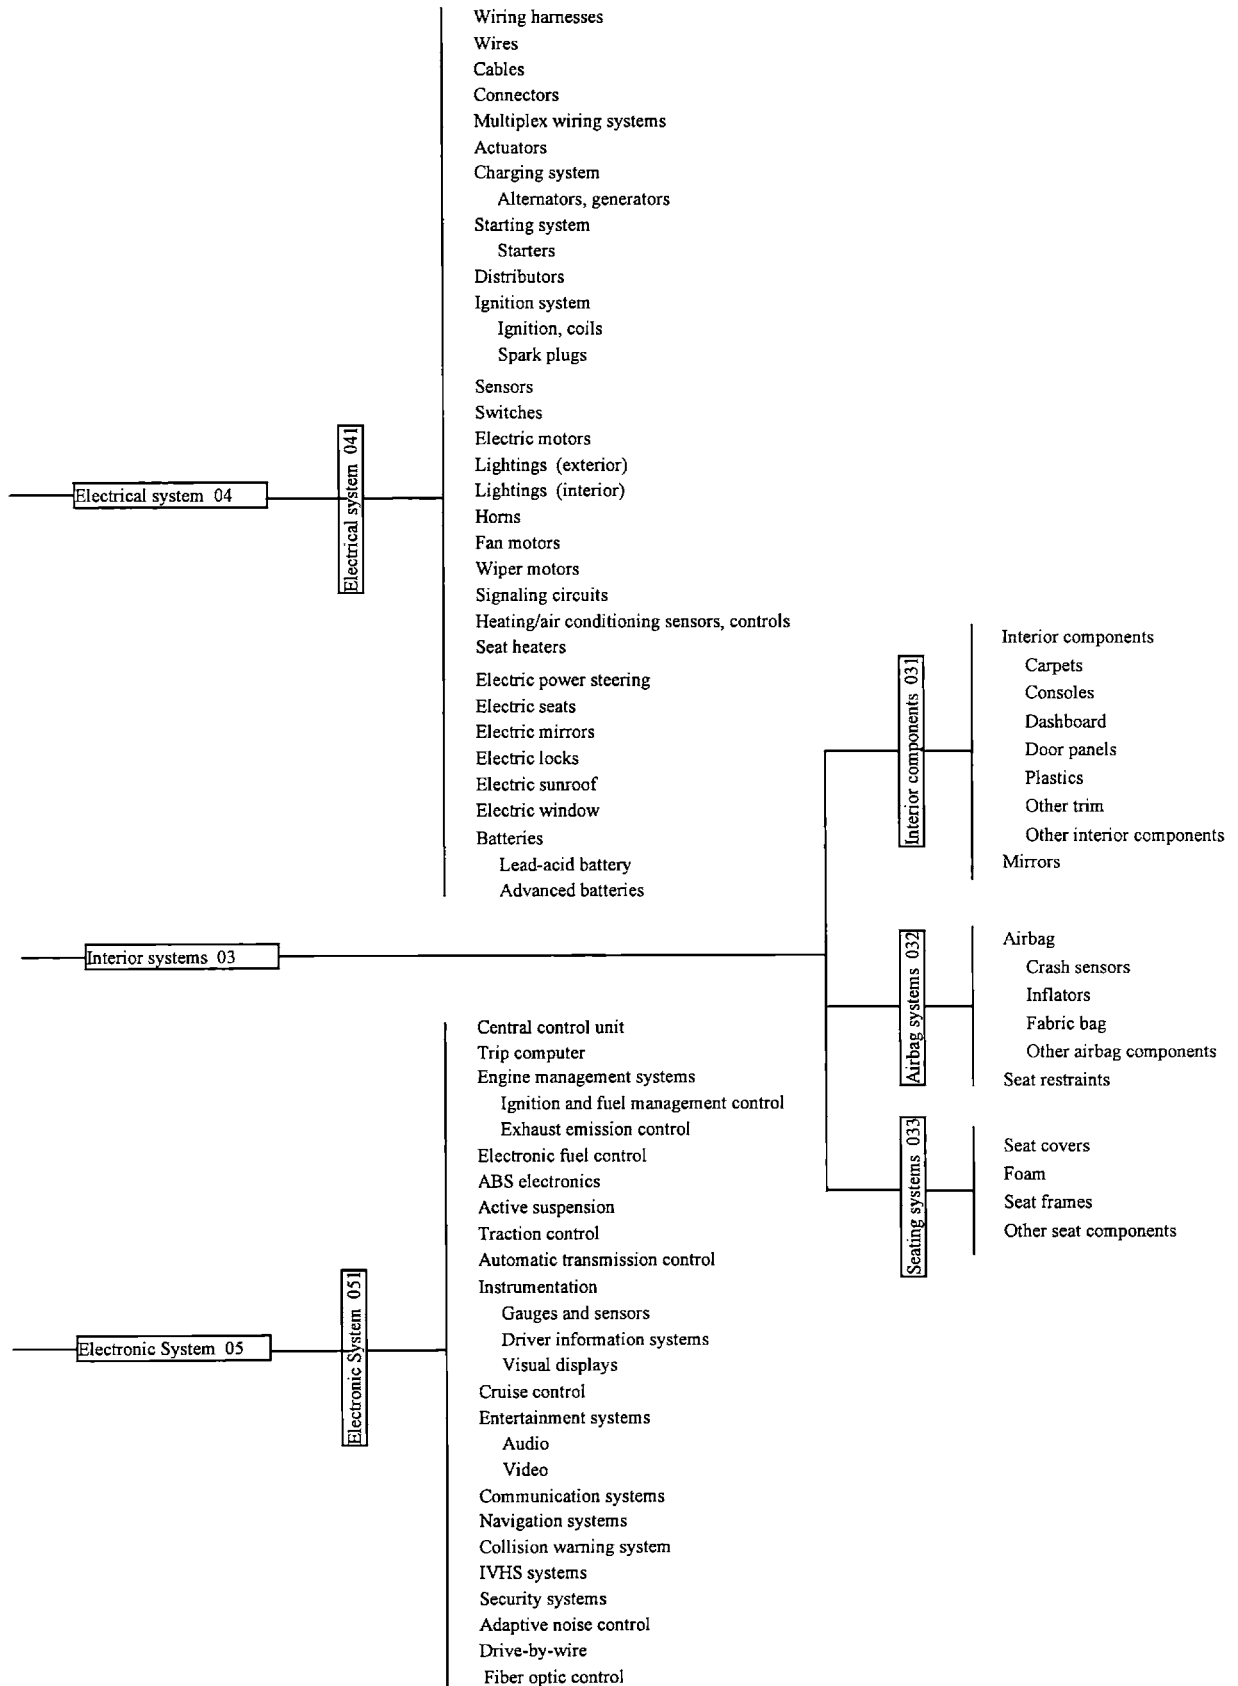 Electrical system 04
Electrical system 041
Wiring harnesses
Wires
Cables
Connectors
Multiplex wiring systems
Actuators
Charging system
Alternators, generators
Starting system
Starters
Distributors
Ignition system
Ignition, coils
Spark plugs
Sensors
Switches
Electric motors
Lightings (exterior)
Lightings (interior)
Horns
Fan motors
Wiper motors
Signaling circuits
Heating/air conditioning sensors, controls
Seat heaters
Electric power steering
Electric seats
Electric mirrors
Electric locks
Electric sunroof
Electric window
Batteries
Lead-acid battery
Advanced batteries
Interior systems 03
Interior components 031
Interior components
Carpets
Consoles
Dashboard
Door panels
Plastics
Other trim
Other interior components
Mirrors
Airbag systems 032
Airbag
Crash sensors
Inflators
Fabric bag
Other airbag components
Seat restraints
Seating systems 033
Seat covers
Foam
Seat frames
Other seat components
Electronic System 05
Electronic System 051
Central control unit
Trip computer
Engine management systems
Ignition and fuel management control
Exhaust emission control
Electronic fuel control
ABS electronics
Active suspension
Traction control
Automatic transmission control
Instrumentation
Gauges and sensors
Driver information systems
Visual displays
Cruise control
Entertainment systems
Audio
Video
Communication systems
Navigation systems
Collision warning system
IVHS systems
Security systems
Adaptive noise control
Drive-by-wire
Fiber optic control